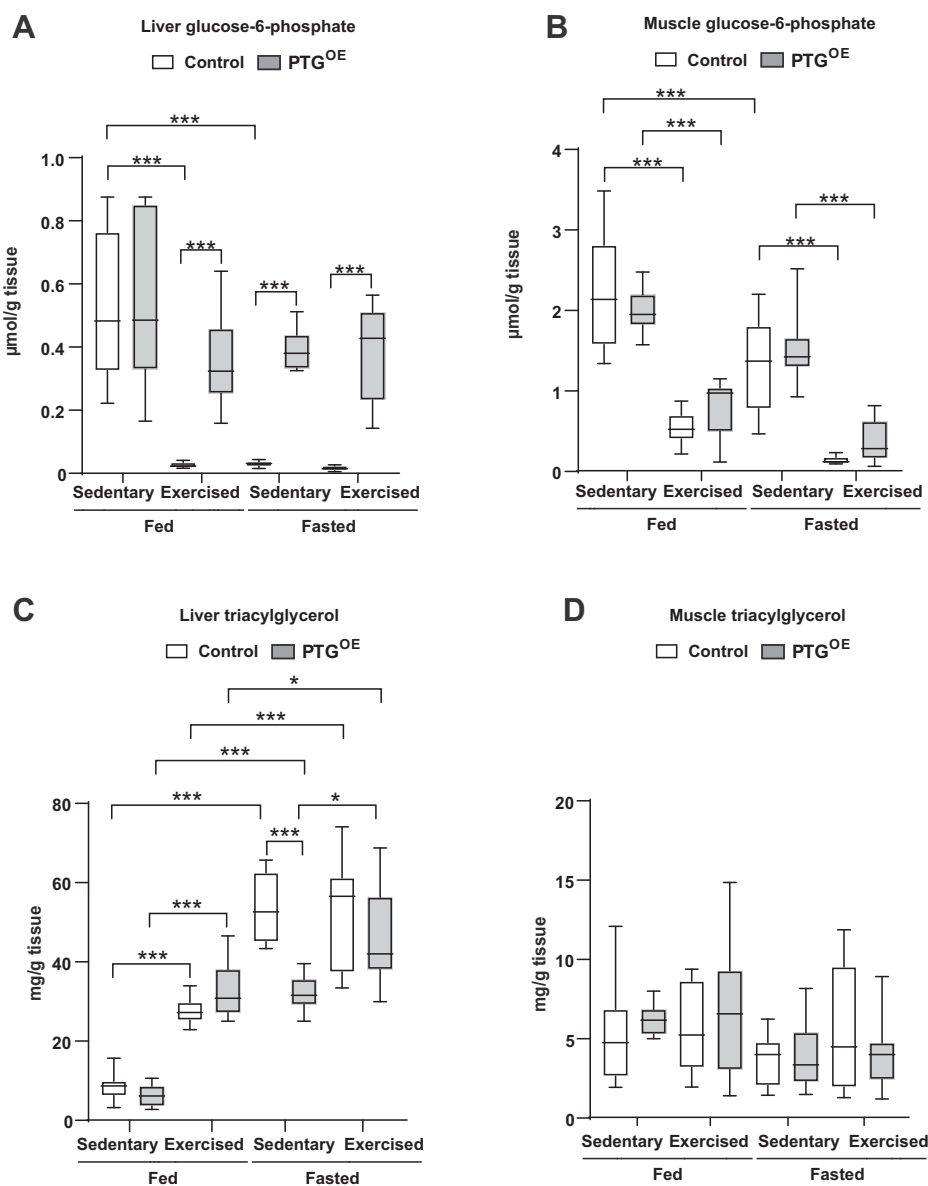 A
Liver glucose-6-phosphate
Control PTG^OE
***
***
***
***
***
1.0
0.8
0.6
0.4
0.2
0
µmol/g tissue
Sedentary Exercised Sedentary Exercised
Fed Fasted
B
Muscle glucose-6-phosphate
Control PTG^OE
***
***
***
***
***
4
3
2
1
0
µmol/g tissue
Sedentary Exercised Sedentary Exercised
Fed Fasted
C
Liver triacylglycerol
Control PTG^OE
*
***
***
***
*
***
***
***
80
60
40
20
0
mg/g tissue
Sedentary Exercised Sedentary Exercised
Fed Fasted
D
Muscle triacylglycerol
Control PTG^OE
20
15
10
5
0
mg/g tissue
Sedentary Exercised Sedentary Exercised
Fed Fasted